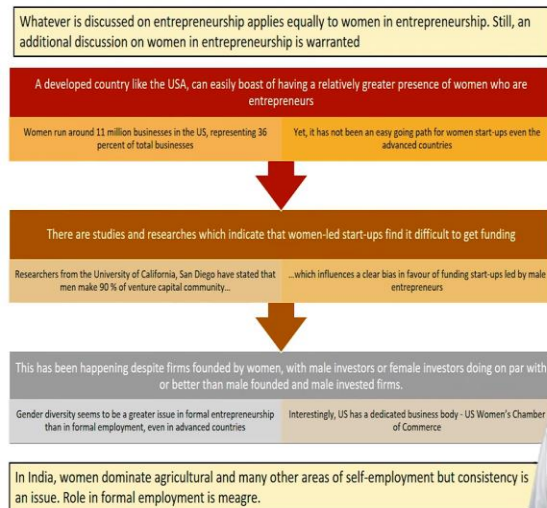 Whatever is discussed on entrepreneurship applies equally to women in entrepreneurship. Still, an
additional discussion on women in entrepreneurship is warranted
A developed country like the USA, can easily boast of having a relatively greater presence of women who are
entrepreneurs
Women run around 11 million businesses in the US, representing 36
percent of total businesses
Yet, it has not been an easy going path for women start-ups even the
advanced countries
There are studies and researches which indicate that women-led start-ups find it difficult to get funding
Researchers from the University of California, San Diego have stated that
men make 90 % of venture capital community...
...which influences a clear bias in favour of funding start-ups led by male
entrepreneurs
This has been happening despite firms founded by women, with male investors or female investors doing on par with
or better than male founded and male invested firms.
Gender diversity seems to be a greater issue in formal entrepreneurship
than in formal employment, even in advanced countries
Interestingly, US has a dedicated business body - US Women's Chamber
of Commerce
In India, women dominate agricultural and many other areas of self-employment but consistency is
an issue. Role in formal employment is meagre.